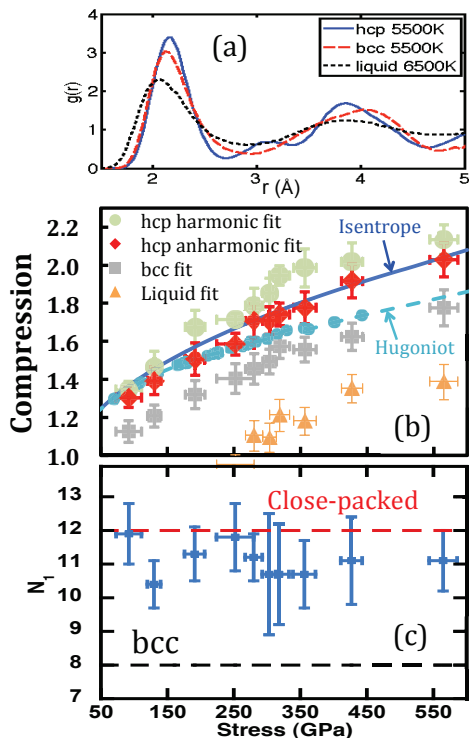 4
3
2
1
0
g(r)
(a)
hcp 5500K
bcc 5500K
liquid 6500K
2
3
4
5
r (Å)
2.2
2.0
1.8
1.6
1.4
1.2
1.0
Compression
hcp harmonic fit
hcp anharmonic fit
bcc fit
Liquid fit
Isentrope
Hugoniot
(b)
13
12
11
10
9
8
7
N1
Close-packed
bcc
(c)
50
150
250
350
450
550
Stress (GPa)